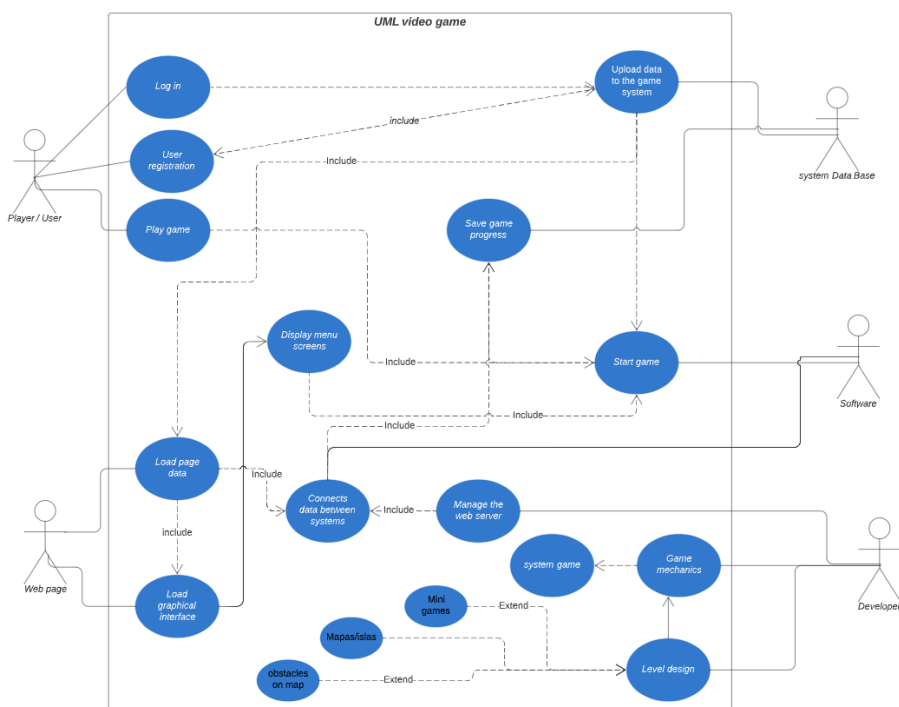 UML video game
Log in
Upload data
to the game
system
include
User
registration
Include
Player / User
system Data Base
Play game
Save game
progress
Display menu
screens
Include
Start game
Include
Software
Include
Load page
data
Include
Connects
data between
systems
Include
Manage the
web server
include
Web page
Load
graphical
interface
system game
Game
mechanics
Developer
Mini
games
Extend
Mapas/islas
obstacles
on map
Extend
Level design